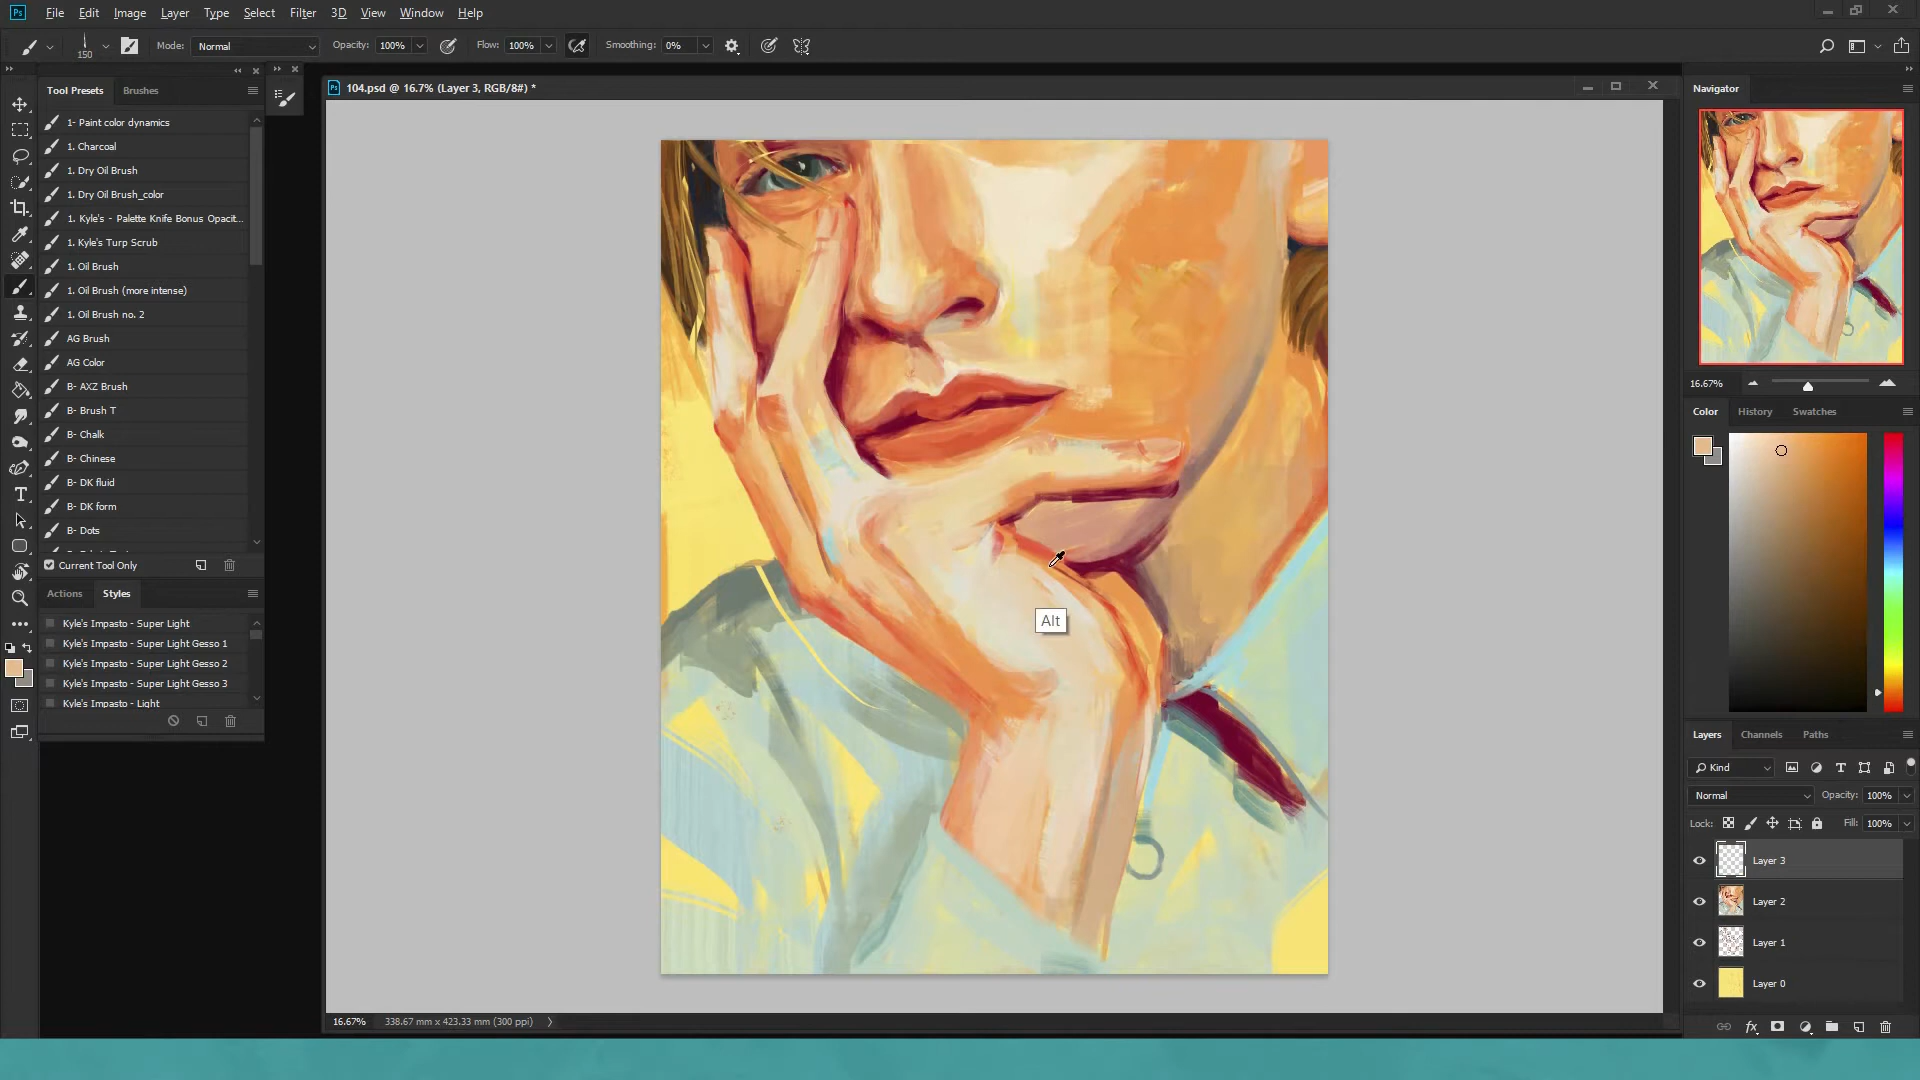 Ps File Edit Image Layer Type Select Filter 3D View Window Help
150 Mode: Normal Opacity: 100% Flow: 100% Smoothing: 0%
Tool Presets Brushes
1- Paint color dynamics
1. Charcoal
1. Dry Oil Brush
1. Dry Oil Brush_color
1. Kyle's - Palette Knife Bonus Opacit...
1. Kyle's Turp Scrub
1. Oil Brush
1. Oil Brush (more intense)
1. Oil Brush no. 2
AG Brush
AG Color
B- AXZ Brush
B- Brush T
B- Chalk
B- Chinese
B- DK fluid
B- DK form
B- Dots
Current Tool Only
Actions Styles
Kyle's Impasto - Super Light
Kyle's Impasto - Super Light Gesso 1
Kyle's Impasto - Super Light Gesso 2
Kyle's Impasto - Super Light Gesso 3
Kyle's Impasto - Light
Ps 104.psd @ 16.7% (Layer 3, RGB/8#) *
Alt
16.67% 338.67 mm x 423.33 mm (300 ppi)
Navigator
16.67%
Color History Swatches
Layers Channels Paths
Kind
Normal Opacity: 100%
Lock: Fill: 100%
Layer 3
Layer 2
Layer 1
Layer 0
fx